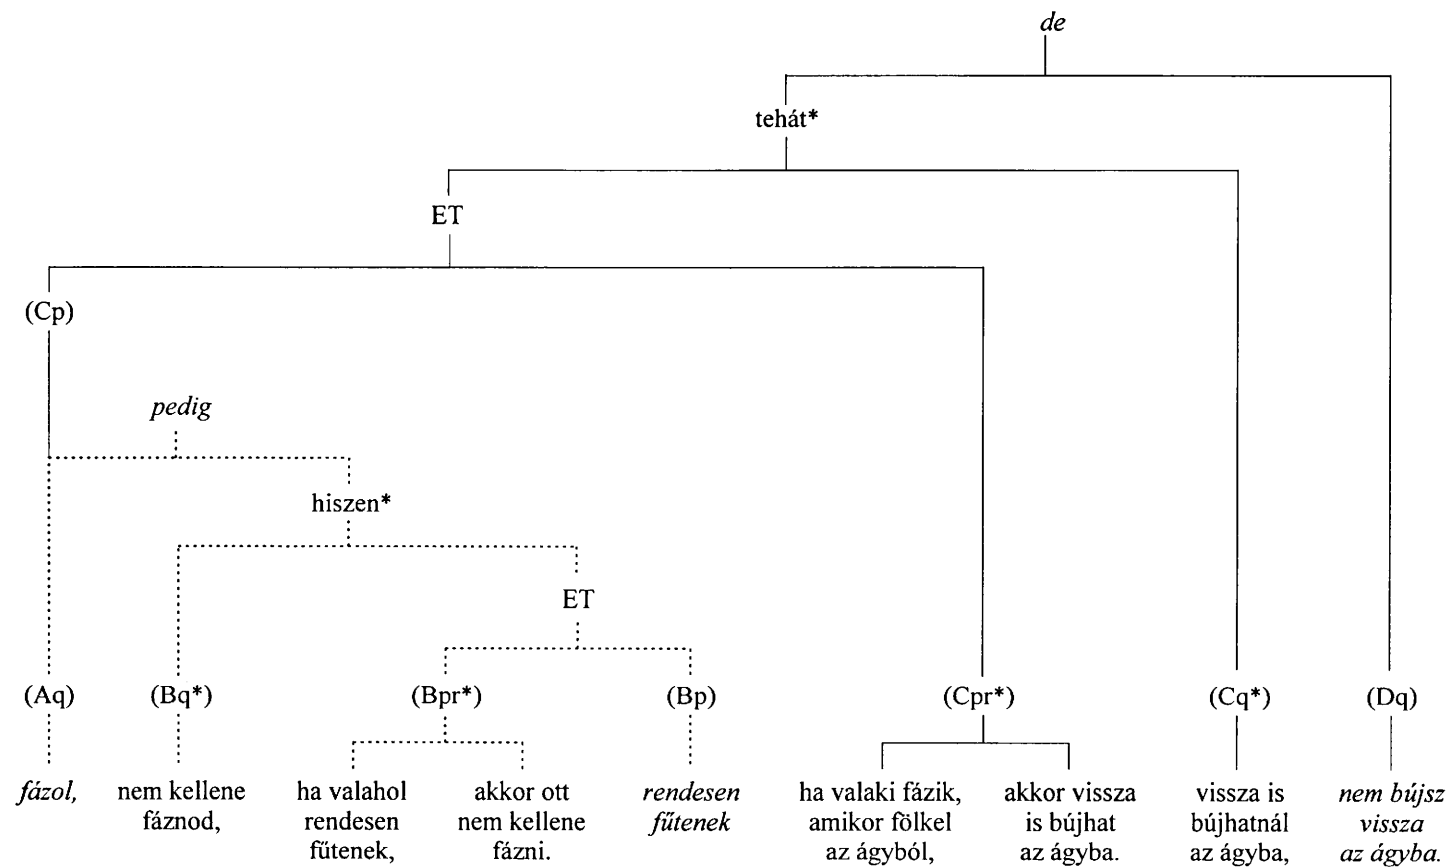 de
tehát*
ET
(Cp)
pedig
hiszen*
ET
(Aq) (Bq*) (Bpr*) (Bp) (Cpr*) (Cq*) (Dq)
fázol, nem kellene ha valahol akkor ott rendesen ha valaki fázik, akkor vissza vissza is nem bújsz
fáznod, rendesen nem kellene fűtenek amikor fölkel is bújhat bújhatnál vissza
fűtenek, fázni. az ágyból, az ágyba. az ágyba, az ágyba.